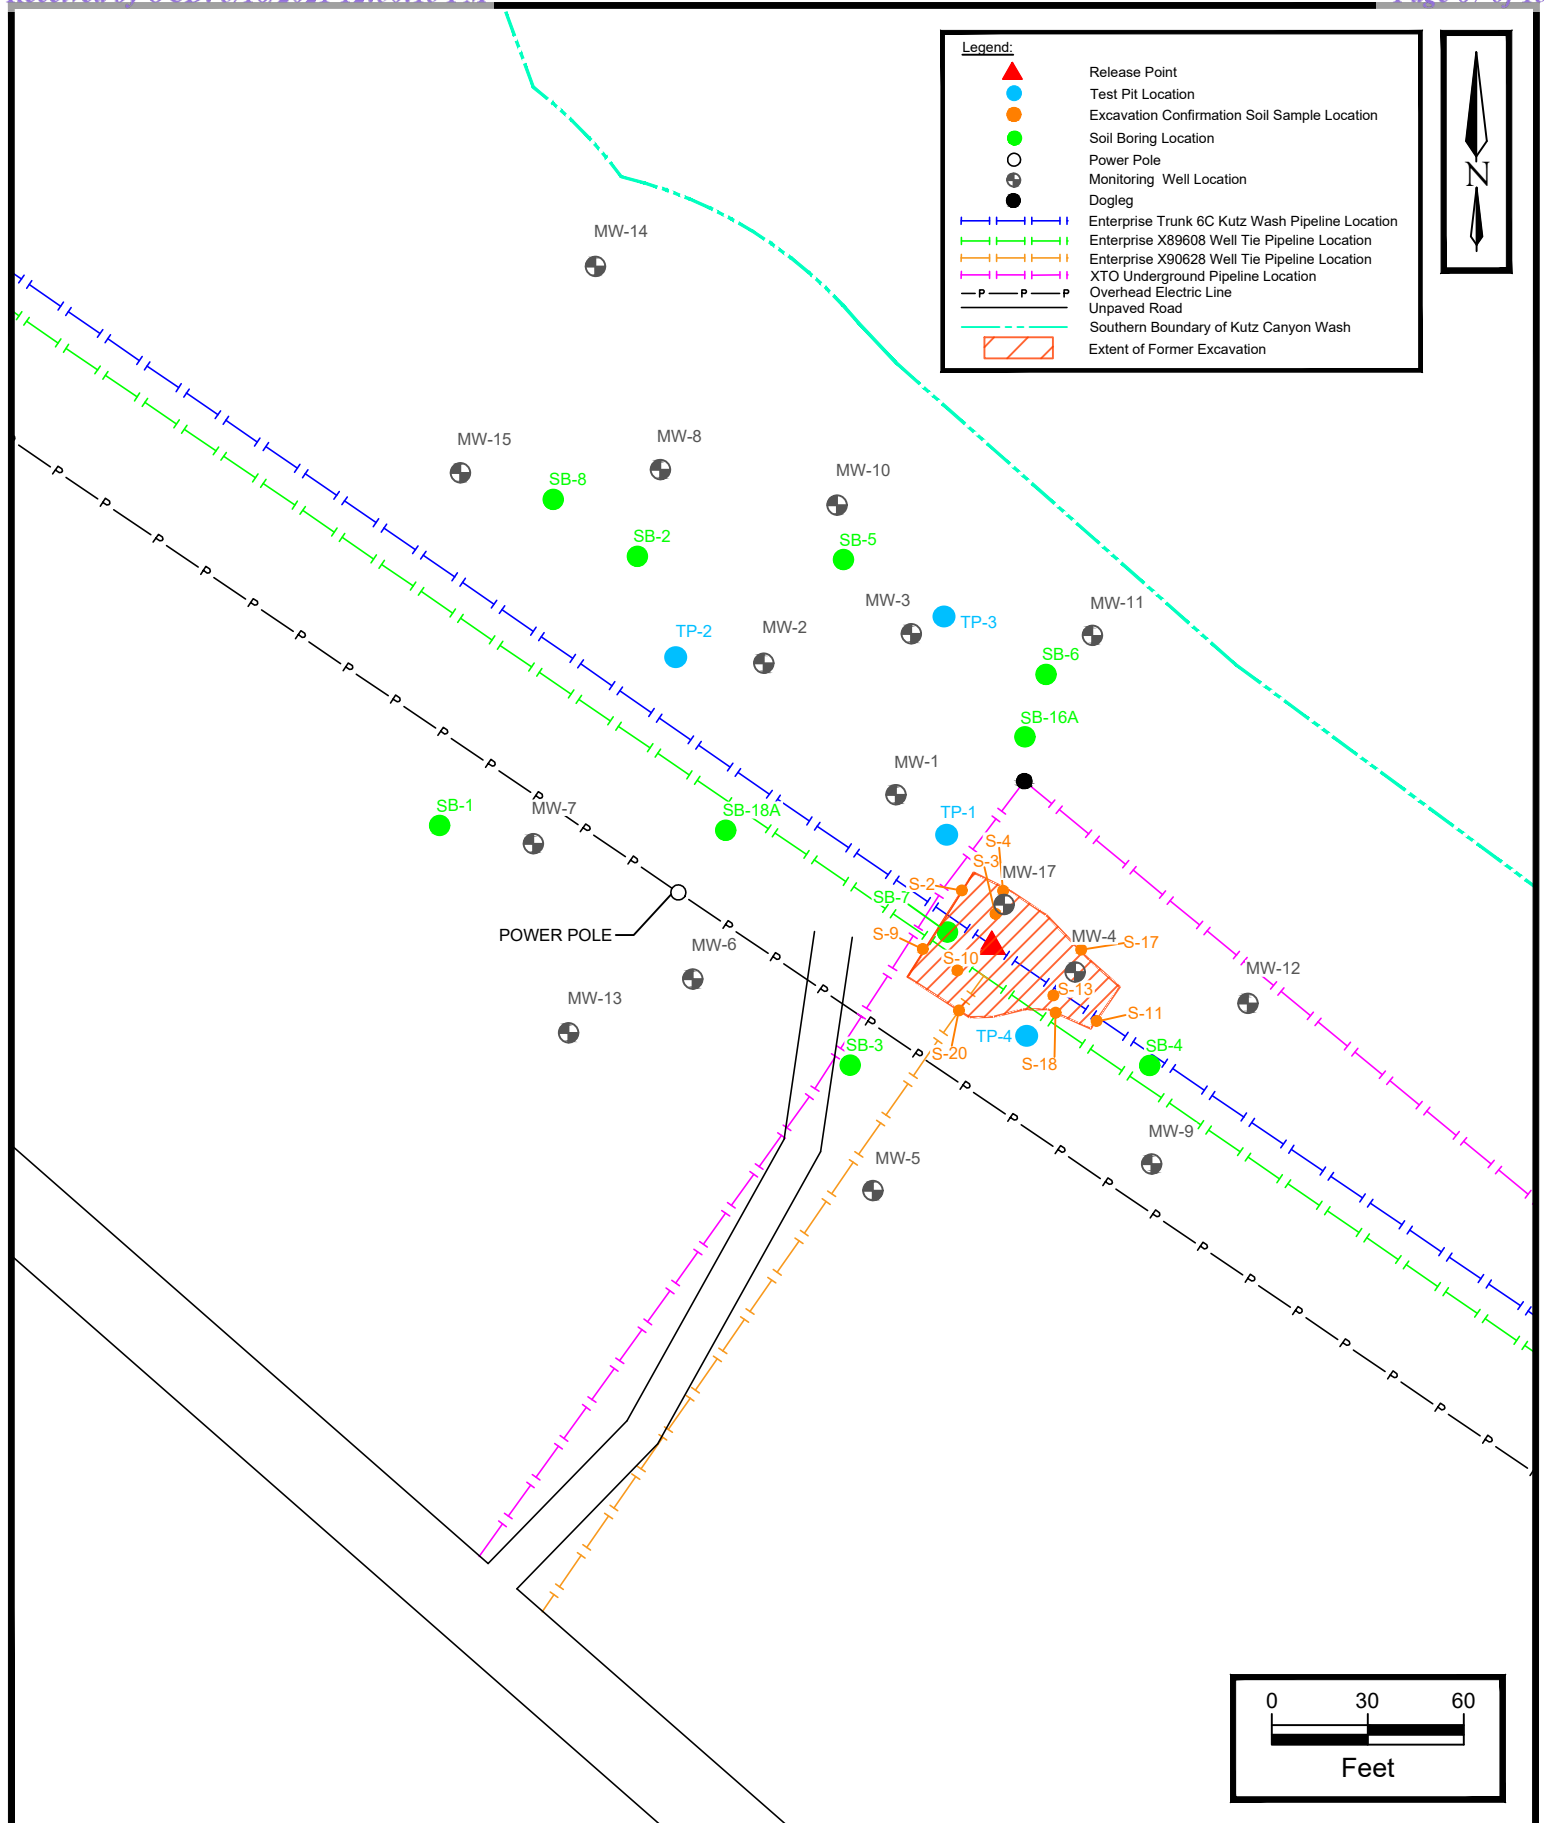 Legend:
Release Point
Test Pit Location
Excavation Confirmation Soil Sample Location
Soil Boring Location
Power Pole
Monitoring Well Location
Dogleg
Enterprise Trunk 6C Kutz Wash Pipeline Location
Enterprise X89608 Well Tie Pipeline Location
Enterprise X90628 Well Tie Pipeline Location
XTO Underground Pipeline Location
P P P Overhead Electric Line
Unpaved Road
Southern Boundary of Kutz Canyon Wash
Extent of Former Excavation
N
MW-14
MW-15
MW-8
MW-10
SB-8
SB-2
SB-5
MW-3
MW-11
TP-3
TP-2
MW-2
SB-6
SB-16A
MW-1
SB-1
MW-7
SB-18A
TP-1
S-4
S-3
MW-17
S-2
SB-7
S-9
POWER POLE
MW-6
S-10
MW-4
S-17
MW-12
S-13
MW-13
S-11
TP-4
S-20
S-18
SB-3
SB-4
MW-9
MW-5
0 30 60
Feet